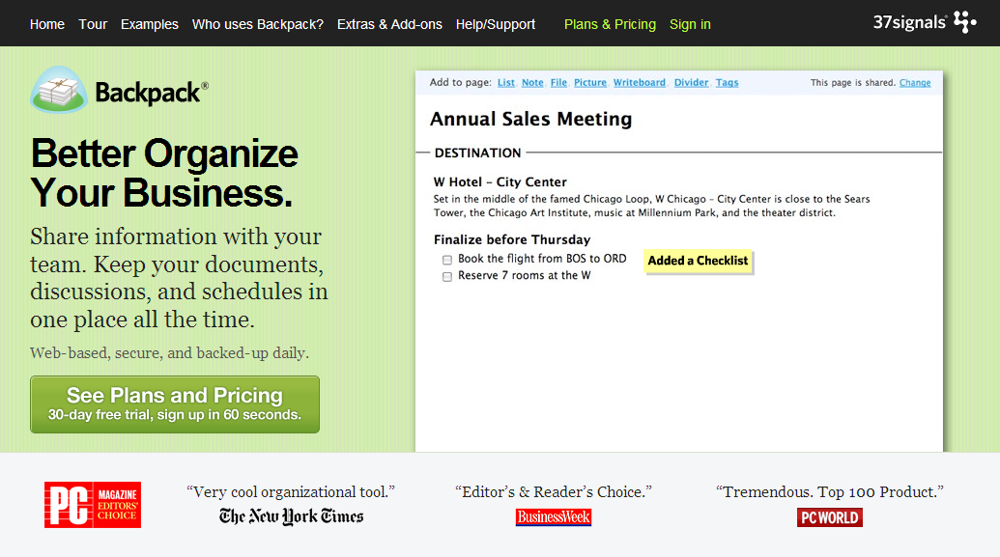 Home Tour Examples Who uses Backpack? Extras & Add-ons Help/Support Plans & Pricing Sign in
37signals
Backpack®
Better Organize
Your Business.
Share information with your
team. Keep your documents,
discussions, and schedules in
one place all the time.
Web-based, secure, and backed-up daily.
See Plans and Pricing
30-day free trial, sign up in 60 seconds.
Add to page: List Note File Picture Writeboard Divider Tags
This page is shared. Change
Annual Sales Meeting
DESTINATION
W Hotel – City Center
Set in the middle of the famed Chicago Loop, W Chicago – City Center is close to the Sears
Tower, the Chicago Art Institute, music at Millennium Park, and the theater district.
Finalize before Thursday
Book the flight from BOS to ORD
Added a Checklist
Reserve 7 rooms at the W
PC MAGAZINE
EDITORS'
CHOICE
“Very cool organizational tool.”
The New York Times
“Editor’s & Reader’s Choice.”
BusinessWeek
“Tremendous. Top 100 Product.”
PC WORLD